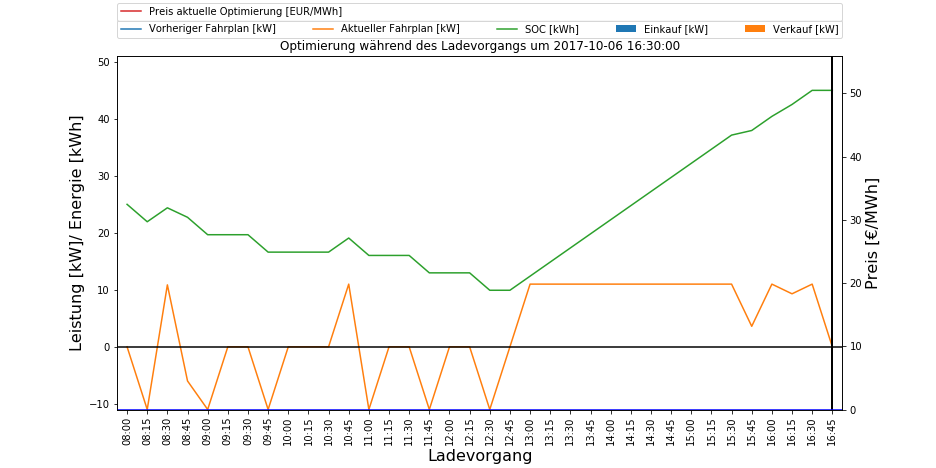 Preis aktuelle Optimierung [EUR/MWh]
Vorheriger Fahrplan [kW] Aktueller Fahrplan [kW] SOC [kWh] Einkauf [kW] Verkauf [kW]
Optimierung während des Ladevorgangs um 2017-10-06 16:30:00
Leistung [kW]/ Energie [kWh]
50
40
30
20
10
0
−10
50
40
30
20
10
0
Preis [€/MWh]
08:00 08:15 08:30 08:45 09:00 09:15 09:30 09:45 10:00 10:15 10:30 10:45 11:00 11:15 11:30 11:45 12:00 12:15 12:30 12:45 13:00 13:15 13:30 13:45 14:00 14:15 14:30 14:45 15:00 15:15 15:30 15:45 16:00 16:15 16:30 16:45
Ladevorgang